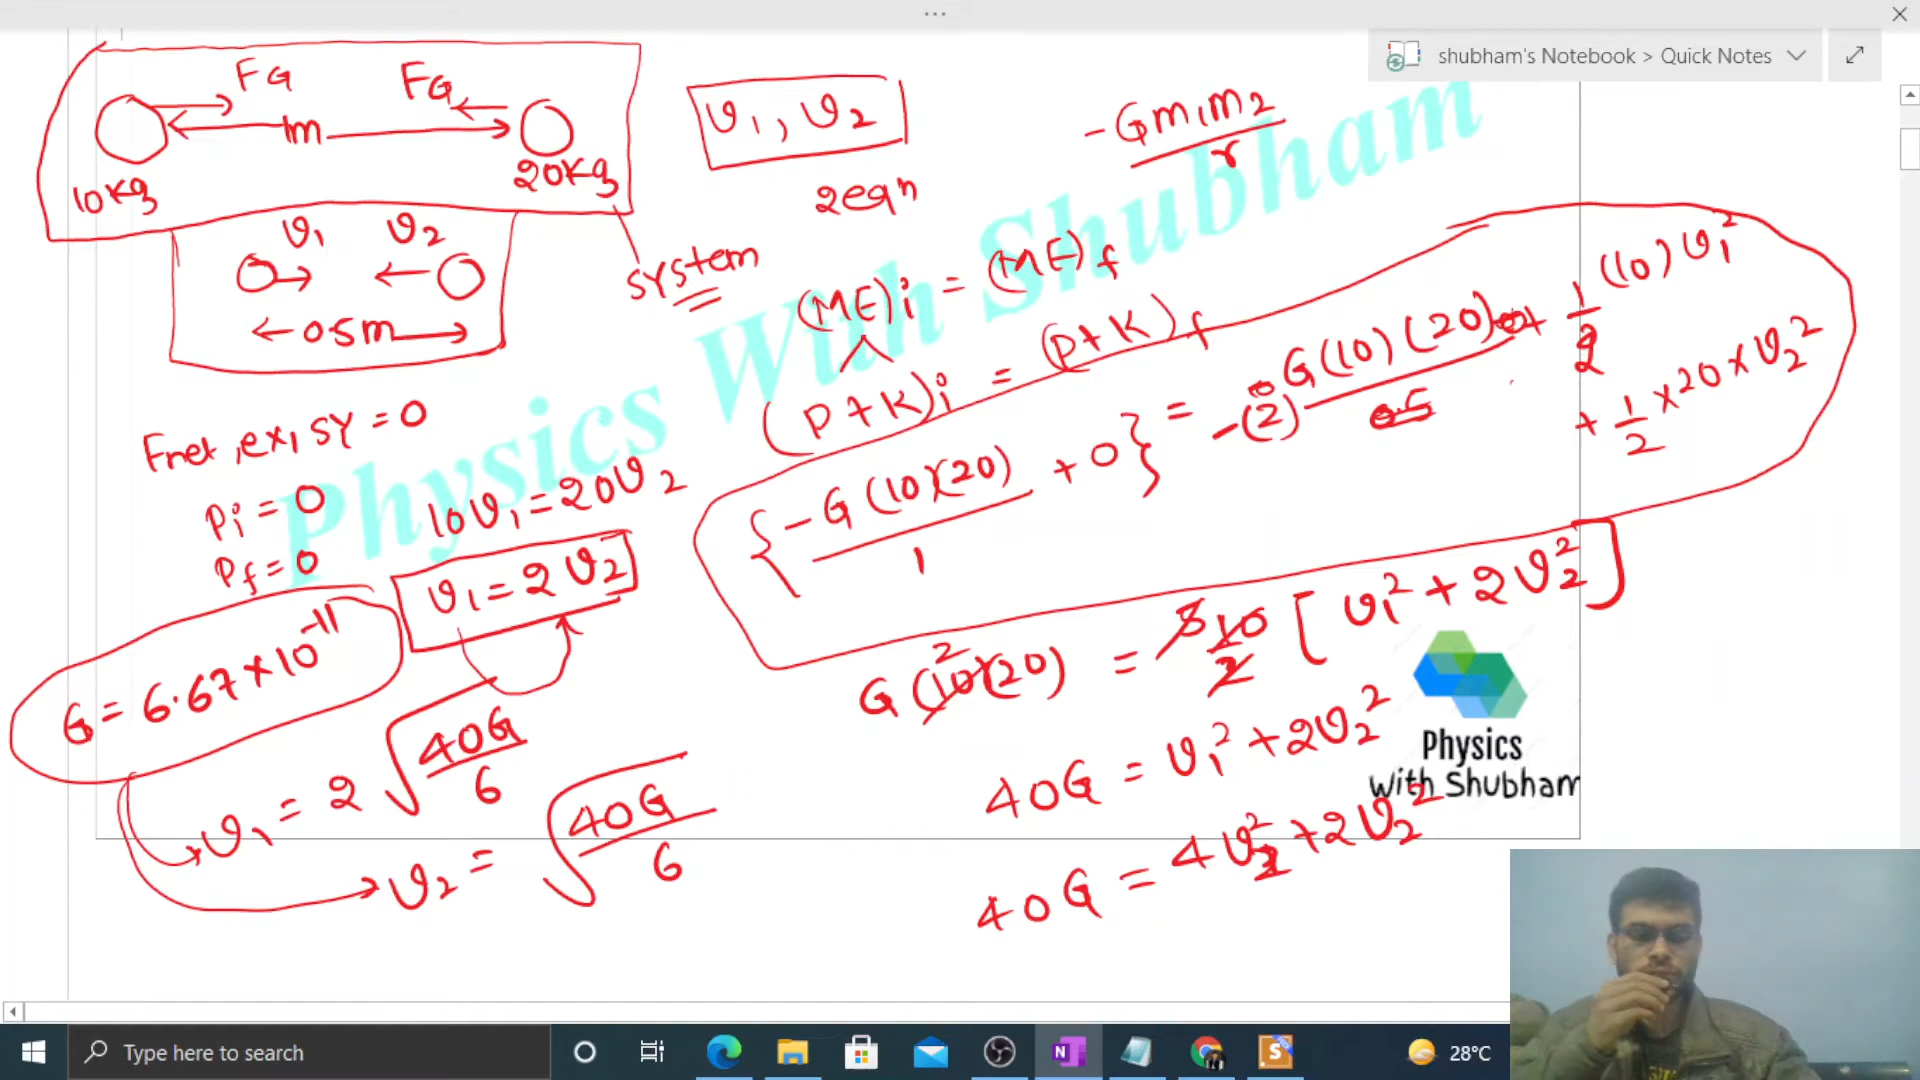 shubham's Notebook > Quick Notes
FG FG
1m
10Kg 20Kg
v1, v2
2eqⁿ
-Gm1m2
r
v1 v2
0.5m
system
(ME)i = (ME)f
(P+K)i = (P+K)f
Fnet,ex,SY = 0
Pi = 0
Pf = 0
10v1 = 20v2
v1 = 2v2
{ -G(10)(20) / 1 + 0 } = -(2) G(10)(20) / 0.5 + 1/2 (10) v1²
+ 1/2 × 20 × v2²
G = 6.67×10⁻¹¹
G(10)(20) = 10/2 [ v1² + 2v2² ]
2 5
40G = v1² + 2v2²
40G = 4v2² + 2v2²
v1 = 2 √(40G/6)
v2 = √(40G/6)
Physics With Shubham
Physics
With Shubham
Type here to search
28°C